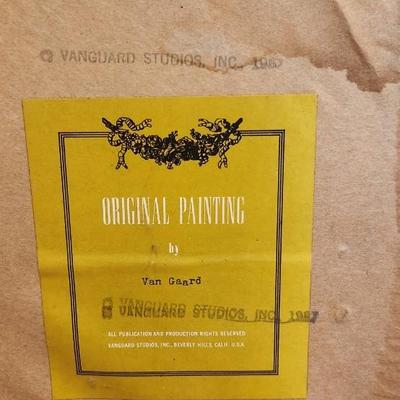 © VANGUARD STUDIOS, INC., 1967
ORIGINAL PAINTING
by
Van Gaard
© VANGUARD STUDIOS, INC. 1967
ALL PUBLICATION AND PRODUCTION RIGHTS RESERVED
VANGUARD STUDIOS, INC., BEVERLY HILLS, CALIF. U.S.A.